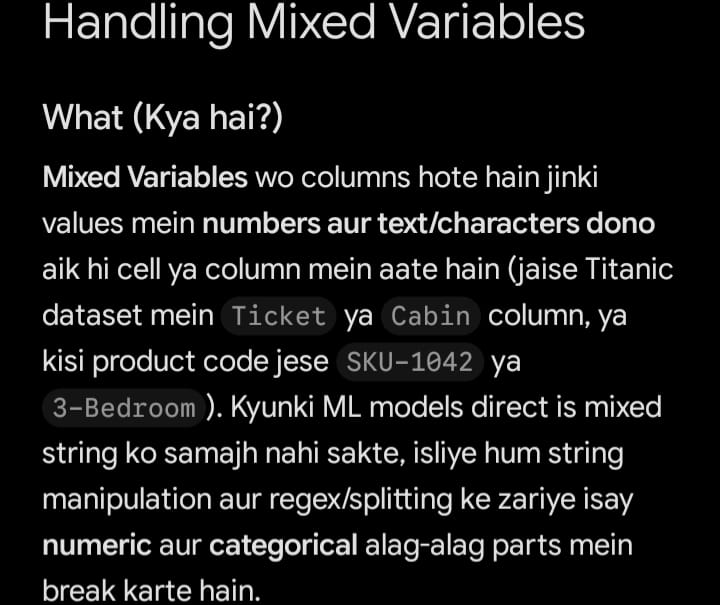 Handling Mixed Variables
What (Kya hai?)
Mixed Variables wo columns hote hain jinki
values mein numbers aur text/characters dono
aik hi cell ya column mein aate hain (jaise Titanic
dataset mein Ticket ya Cabin column, ya
kisi product code jese SKU-1042 ya
3-Bedroom ). Kyunki ML models direct is mixed
string ko samajh nahi sakte, isliye hum string
manipulation aur regex/splitting ke zariye isay
numeric aur categorical alag-alag parts mein
break karte hain.